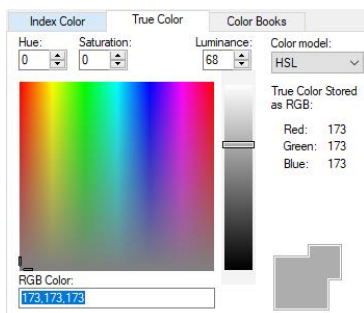 Index Color True Color Color Books
Hue: Saturation: Luminance: Color model:
0 0 68 HSL
True Color Stored
as RGB:
Red: 173
Green: 173
Blue: 173
RGB Color:
173,173,173